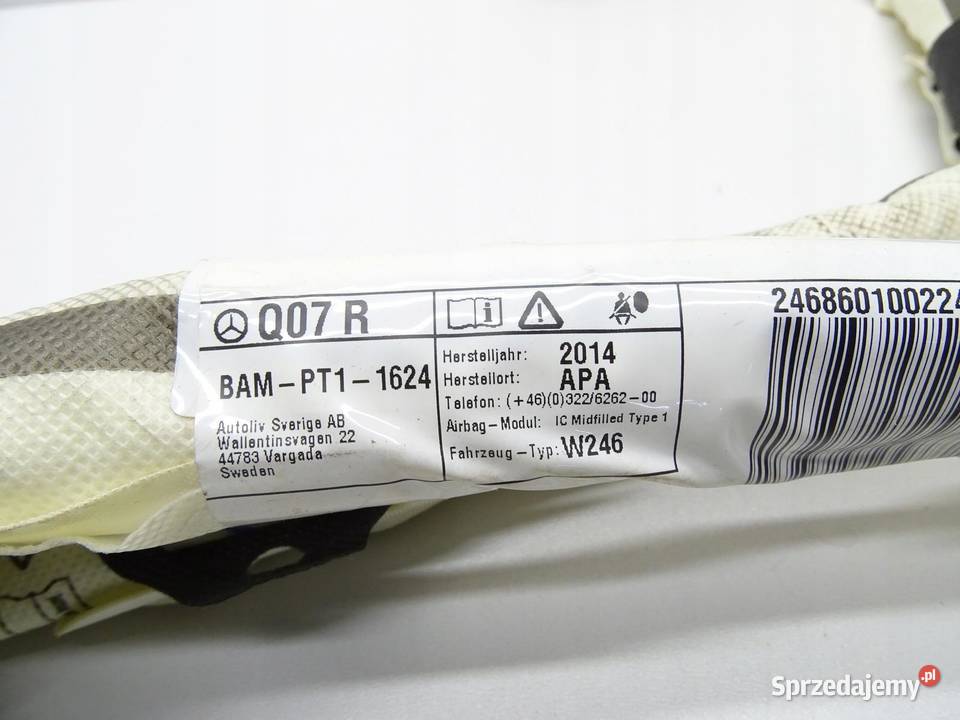 Q07 R
BAM-PT1-1624
Autoliv Sverige AB
Wallentinsvagen 22
44783 Vargada
Sweden
Herstelljahr: 2014
Herstellort: APA
Telefon: (+46)(0)322/6262-00
Airbag-Modul: IC Midfilled Type 1
Fahrzeug-Typ: W246
246860100224
Sprzedajemy.pl